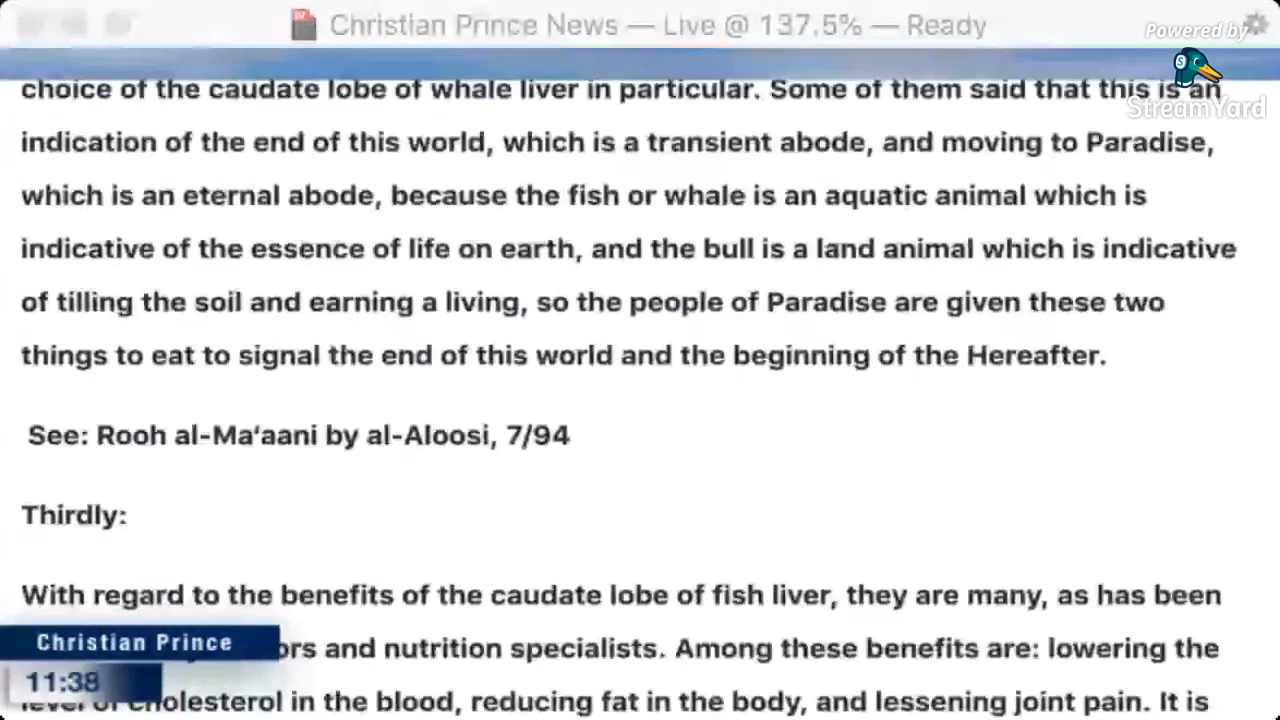 Christian Prince News — Live @ 137.5% — Ready
Powered by
StreamYard
choice of the caudate lobe of whale liver in particular. Some of them said that this is an
indication of the end of this world, which is a transient abode, and moving to Paradise,
which is an eternal abode, because the fish or whale is an aquatic animal which is
indicative of the essence of life on earth, and the bull is a land animal which is indicative
of tilling the soil and earning a living, so the people of Paradise are given these two
things to eat to signal the end of this world and the beginning of the Hereafter.
See: Rooh al-Ma‘aani by al-Aloosi, 7/94
Thirdly:
With regard to the benefits of the caudate lobe of fish liver, they are many, as has been
and nutrition specialists. Among these benefits are: lowering the
level of cholesterol in the blood, reducing fat in the body, and lessening joint pain. It is
Christian Prince
11:38